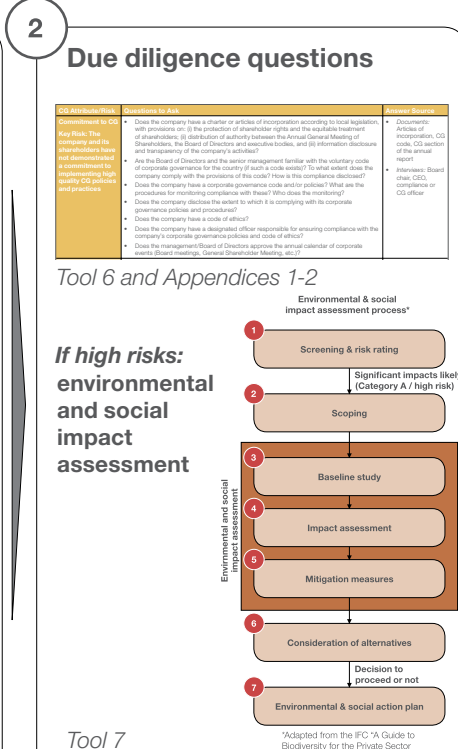 2
Due diligence questions
CG Attribute/Risk Questions to Ask Answer Source
Commitment to CG
Key Risk: The
company and its
shareholders have
not demonstrated
a commitment to
implementing high
quality CG policies
and practices
• Does the company have a charter or articles of incorporation according to local legislation,
with provisions on: (i) the protection of shareholder rights and the equitable treatment
of shareholders; (ii) distribution of authority between the Annual General Meeting of
Shareholders, the Board of Directors and executive bodies, and (iii) information disclosure
and transparency of the company's activities?
• Are the Board of Directors and the senior management familiar with the voluntary code
of corporate governance for the country (if such a code exists)? To what extent does the
company comply with the provisions of this code? How is this compliance disclosed?
• Does the company have a corporate governance code and/or policies? What are the
procedures for monitoring compliance with these? Who does the monitoring?
• Does the company disclose the extent to which it is complying with its corporate
governance policies and procedures?
• Does the company have a code of ethics?
• Does the company have a designated officer responsible for ensuring compliance with the
company's corporate governance policies and code of ethics?
• Does the management/Board of Directors approve the annual calendar of corporate
events (Board meetings, General Shareholder Meeting, etc.)?
• Documents:
Articles of
incorporation, CG
code, CG section
of the annual
report
• Interviews: Board
chair, CEO,
compliance or
CG officer
Tool 6 and Appendices 1-2
If high risks:
environmental
and social
impact
assessment
Environmental & social
impact assessment process*
1
Screening & risk rating
Significant impacts likely
(Category A / high risk)
2
Scoping
Envirnmental and social
impact assessment
3
Baseline study
4
Impact assessment
5
Mitigation measures
6
Consideration of alternatives
Decision to
proceed or not
7
Environmental & social action plan
*Adapted from the IFC "A Guide to
Biodiversity for the Private Sector
Tool 7